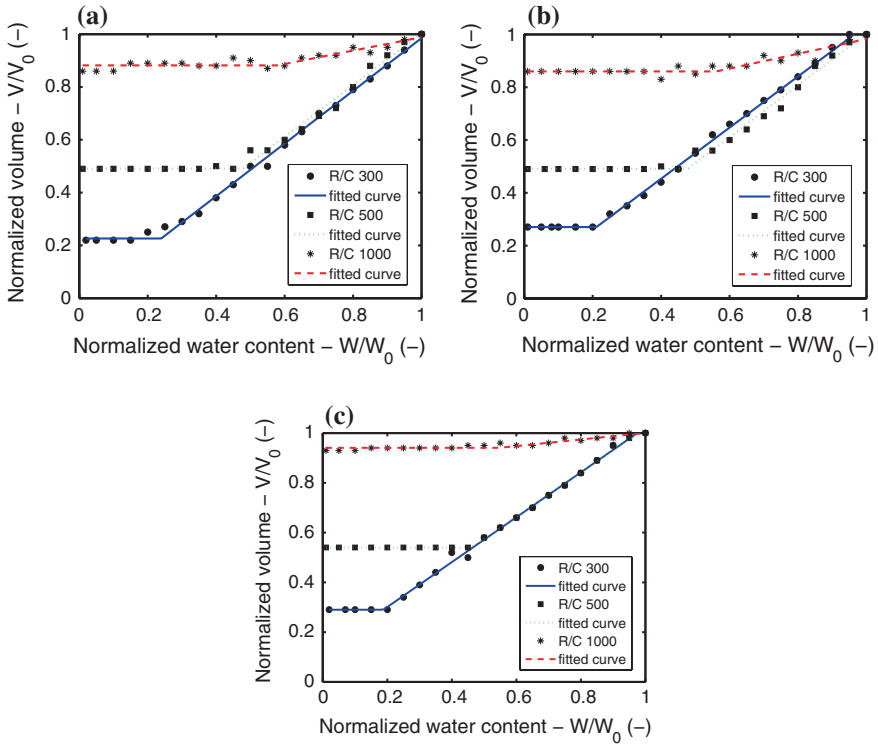 (a)
1
0.8
0.6
0.4
0.2
0
0
0.2
0.4
0.6
0.8
1
Normalized volume – V/V0 (–)
Normalized water content – W/W0 (–)
R/C 300
fitted curve
R/C 500
fitted curve
R/C 1000
fitted curve
(b)
1
0.8
0.6
0.4
0.2
0
0
0.2
0.4
0.6
0.8
1
Normalized volume – V/V0 (–)
Normalized water content – W/W0 (–)
R/C 300
fitted curve
R/C 500
fitted curve
R/C 1000
fitted curve
(c)
1
0.8
0.6
0.4
0.2
0
0
0.2
0.4
0.6
0.8
1
Normalized volume – V/V0 (–)
Normalized water content – W/W0 (–)
R/C 300
fitted curve
R/C 500
fitted curve
R/C 1000
fitted curve